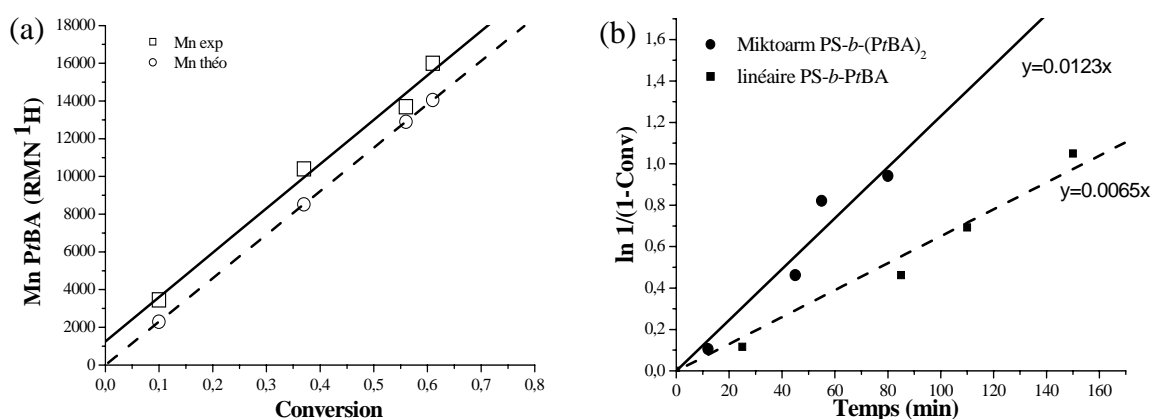 (a)
Mn PtBA (RMN ¹H)
18000
16000
14000
12000
10000
8000
6000
4000
2000
0
Mn exp
Mn théo
0,0 0,1 0,2 0,3 0,4 0,5 0,6 0,7 0,8
Conversion
(b)
ln 1/(1-Conv)
1,6
1,4
1,2
1,0
0,8
0,6
0,4
0,2
0,0
Miktoarm PS-b-(PtBA)₂
linéaire PS-b-PtBA
y=0.0123x
y=0.0065x
0 20 40 60 80 100 120 140 160
Temps (min)